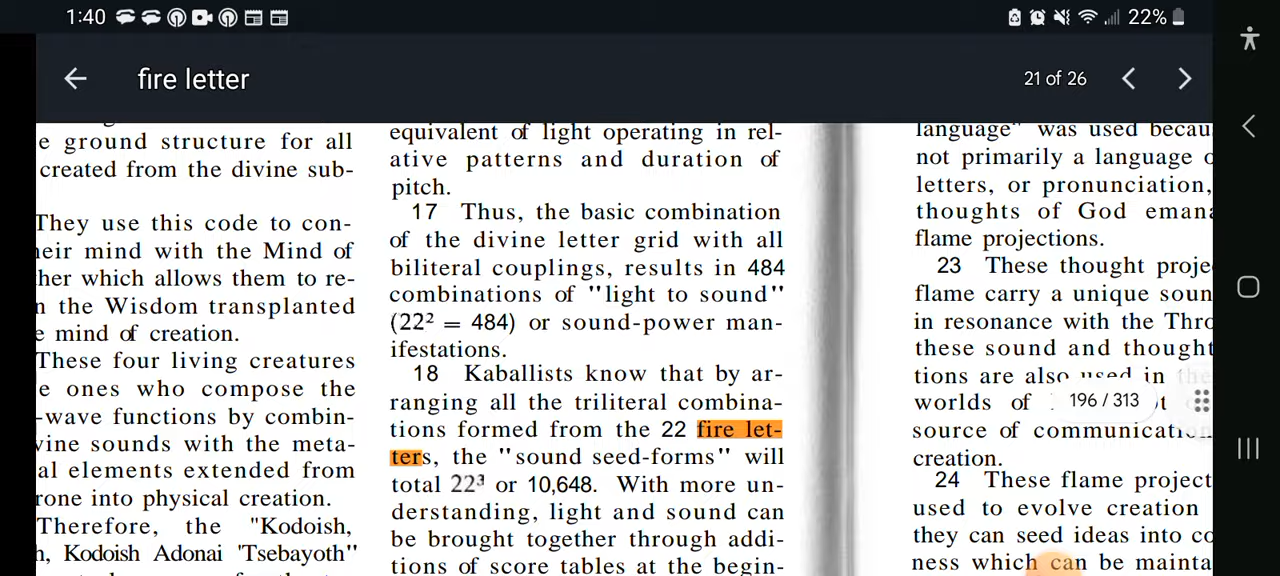 1:40
22%
fire letter
21 of 26
e ground structure for all
created from the divine sub-
They use this code to con-
eir mind with the Mind of
her which allows them to re-
n the Wisdom transplanted
e mind of creation.
These four living creatures
e ones who compose the
-wave functions by combin-
vine sounds with the meta-
al elements extended from
rone into physical creation.
Therefore, the "Kodoish,
h, Kodoish Adonai 'Tsebayoth"
equivalent of light operating in rel-
ative patterns and duration of
pitch.
17 Thus, the basic combination
of the divine letter grid with all
biliteral couplings, results in 484
combinations of "light to sound"
(22² = 484) or sound-power man-
ifestations.
18 Kaballists know that by ar-
ranging all the triliteral combina-
tions formed from the 22 fire let-
ters, the "sound seed-forms" will
total 22³ or 10,648. With more un-
derstanding, light and sound can
be brought together through addi-
tions of score tables at the begin-
language" was used becau
not primarily a language o
letters, or pronunciation,
thoughts of God emana
flame projections.
23 These thought proje
flame carry a unique soun
in resonance with the Thro
these sound and thought
tions are also used in the
worlds of
source of communication
creation.
24 These flame project
used to evolve creation
they can seed ideas into co
ness which can be mainta
196 / 313